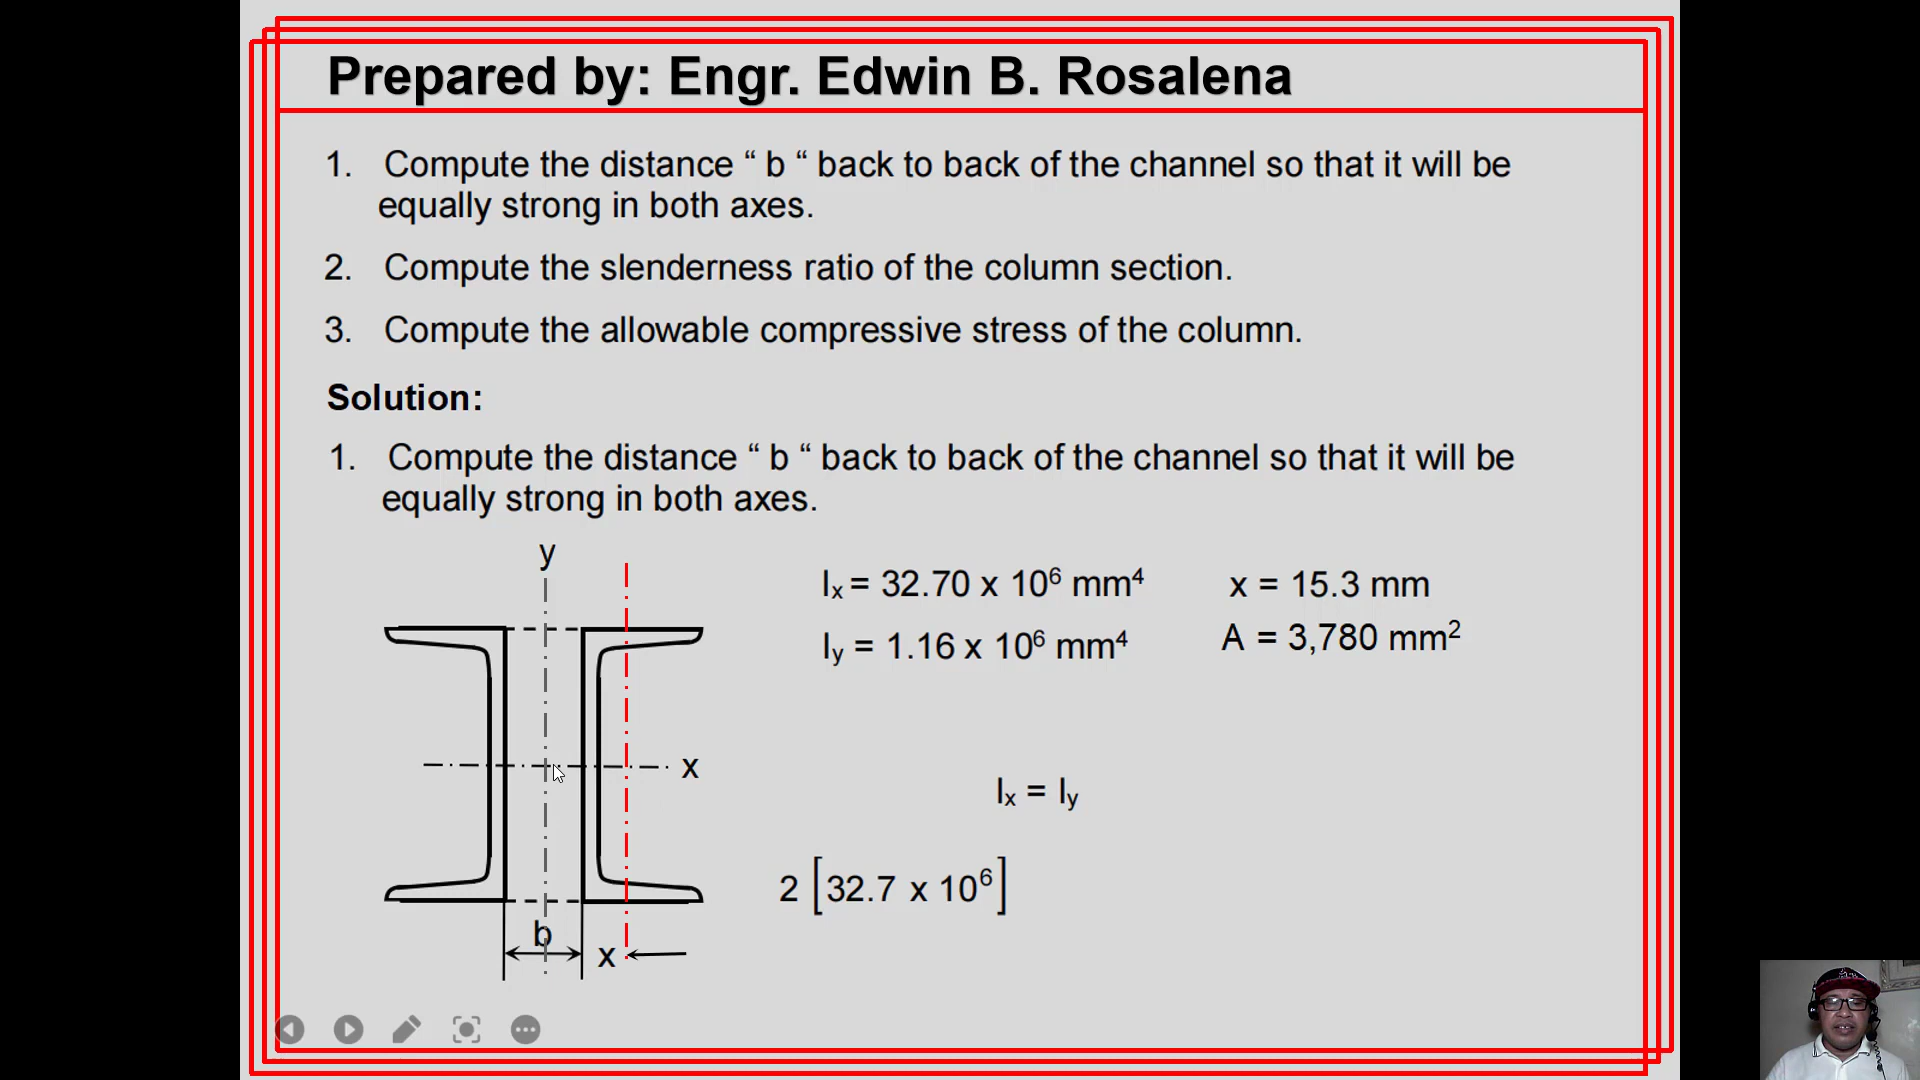 Prepared by: Engr. Edwin B. Rosalena
1. Compute the distance “ b “ back to back of the channel so that it will be
equally strong in both axes.
2. Compute the slenderness ratio of the column section.
3. Compute the allowable compressive stress of the column.
Solution:
1. Compute the distance “ b “ back to back of the channel so that it will be
equally strong in both axes.
y
Iₓ = 32.70 x 10⁶ mm⁴
x = 15.3 mm
I_y = 1.16 x 10⁶ mm⁴
A = 3,780 mm²
x
Iₓ = I_y
2 [32.7 x 10⁶]
b
x